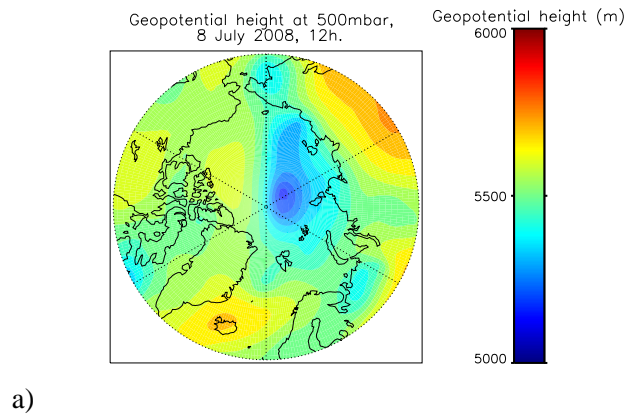 Geopotential height at 500mbar,
8 July 2008, 12h.
Geopotential height (m)
6000
5500
5000
a)